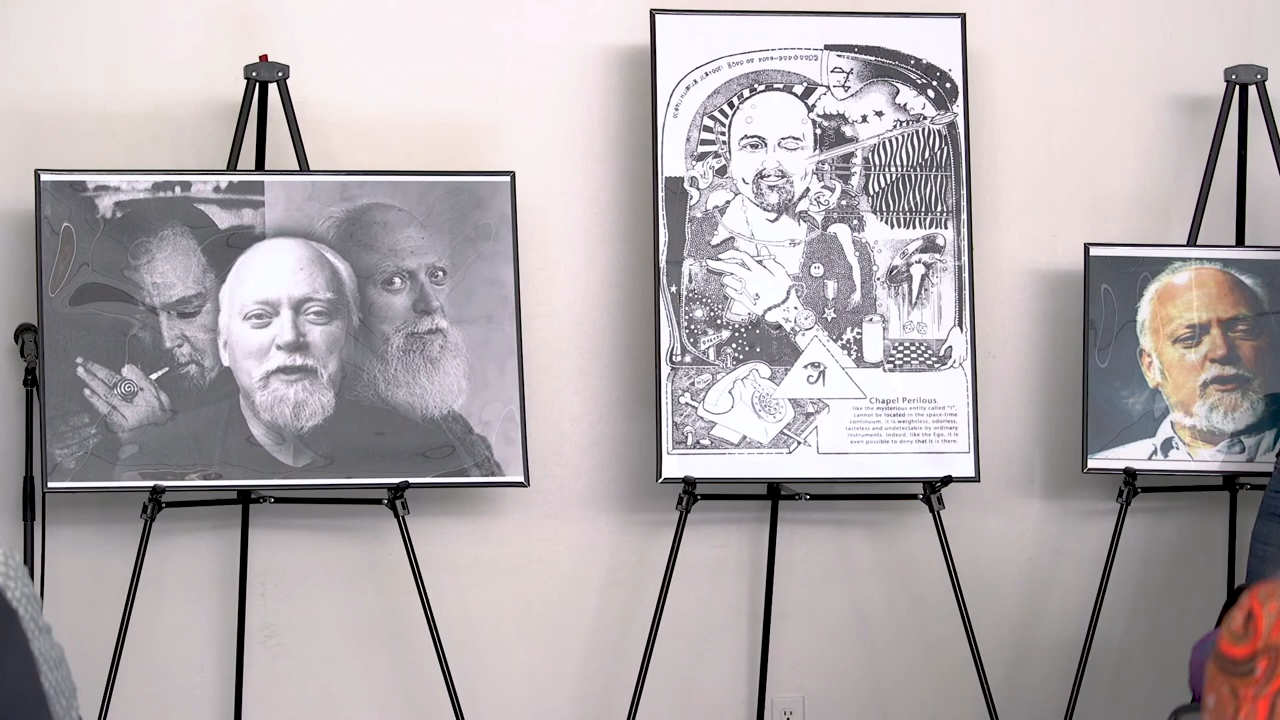 Chapel Perilous,
like the mysterious entity called "I",
cannot be located in the space-time
continuum; it is weightless, odorless,
tasteless and undetectable by ordinary
instruments. Indeed, like the Ego, it is
even possible to deny that it is there.